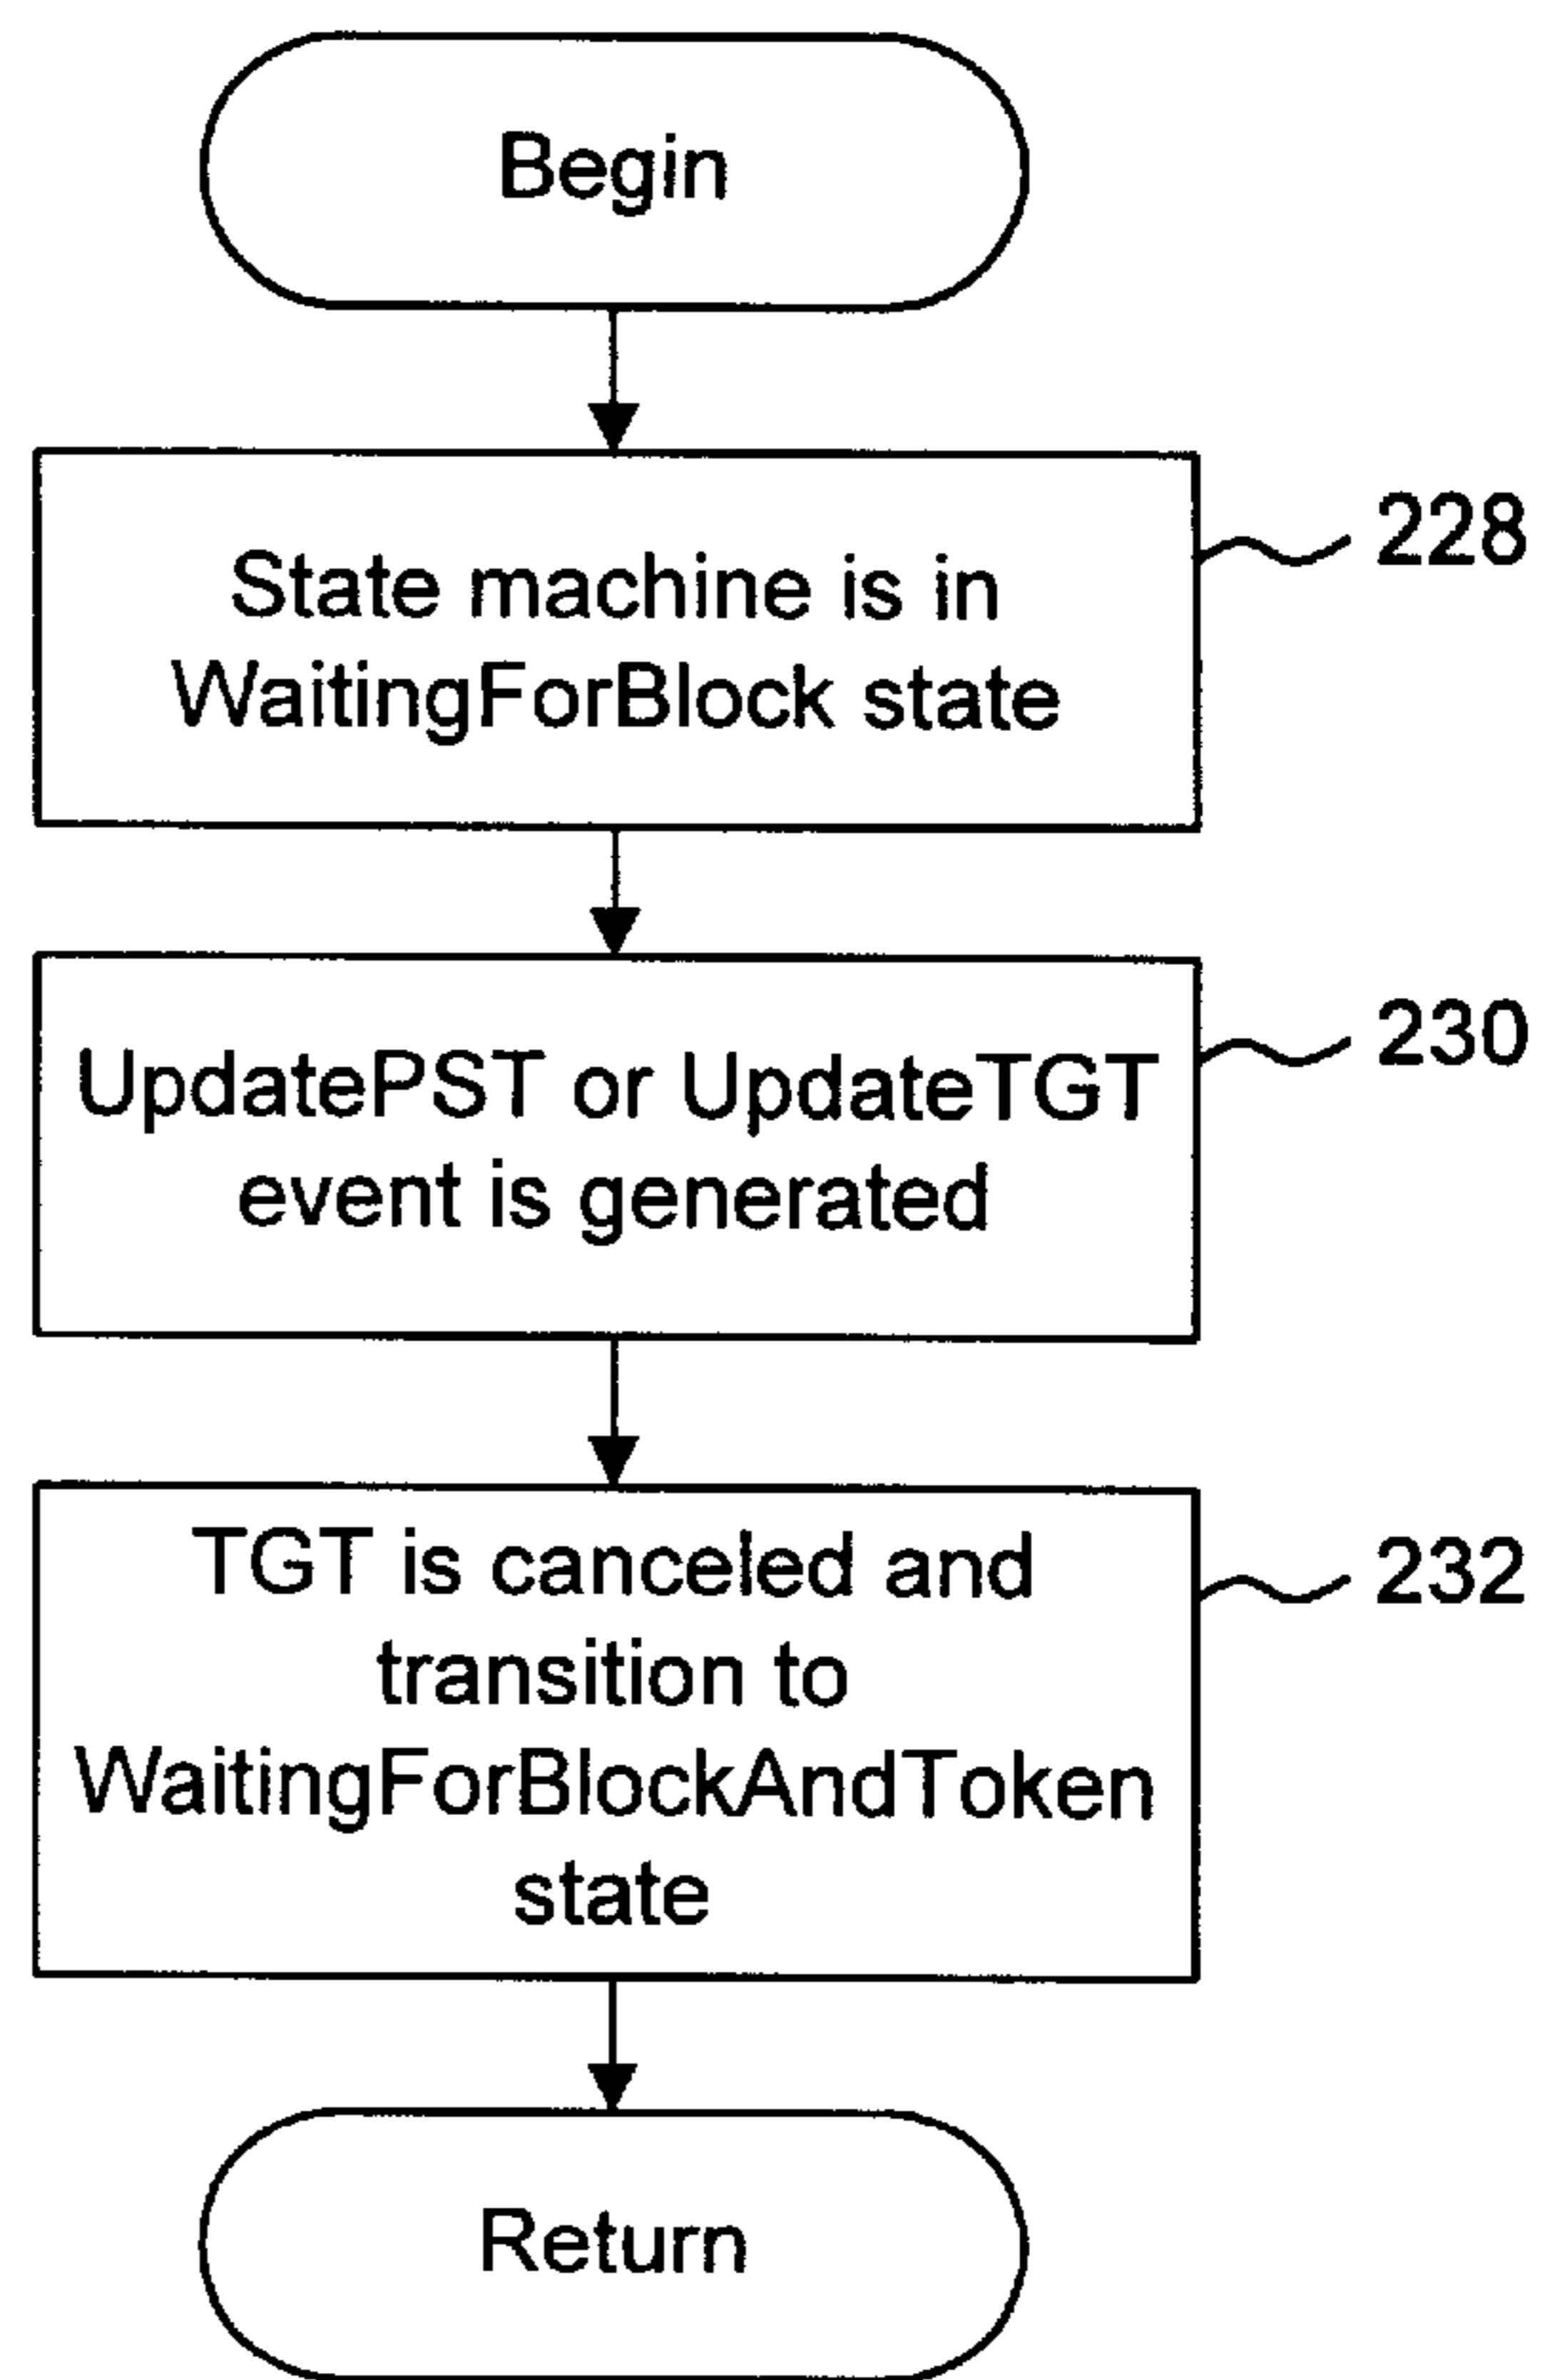 Begin
State machine is in
WaitingForBlock state
228
UpdatePST or UpdateTGT
event is generated
230
TGT is canceled and
transition to
WaitingForBlockAndToken
state
232
Return